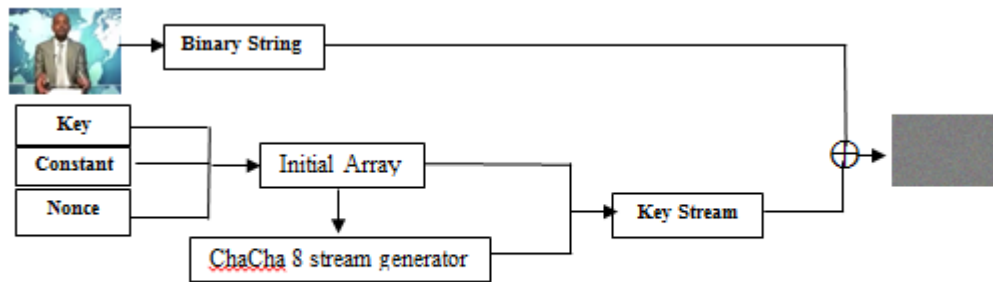 Binary String
Key
Constant
Nonce
Initial Array
Key Stream
ChaCha 8 stream generator